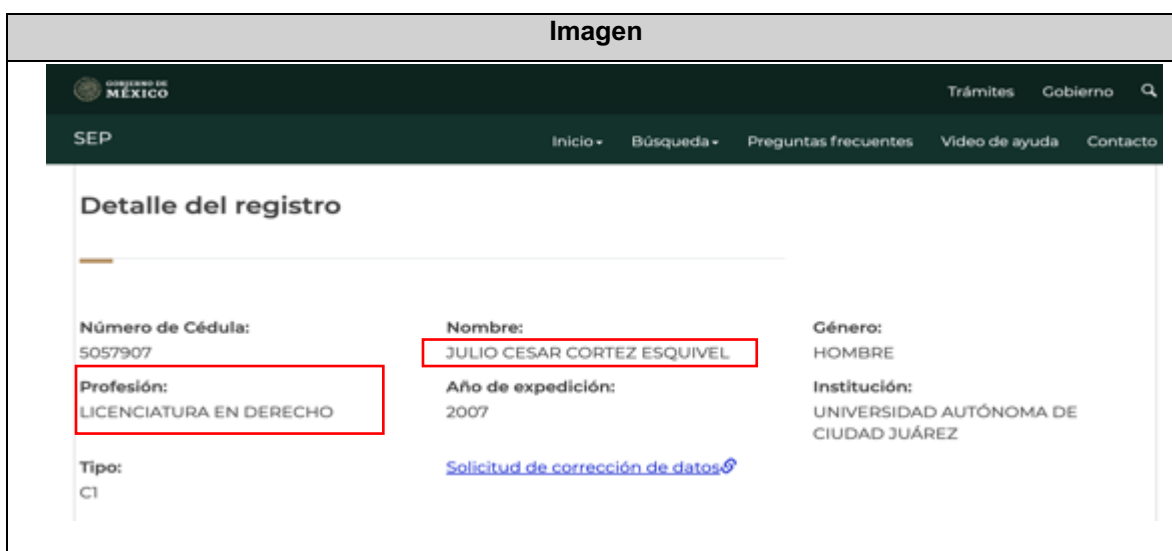 Imagen
GOBIERNO DE
MÉXICO
Trámites Gobierno
SEP
Inicio Búsqueda Preguntas frecuentes Video de ayuda Contacto
Detalle del registro
Número de Cédula: Nombre: Género:
5057907 JULIO CESAR CORTEZ ESQUIVEL HOMBRE
Profesión: Año de expedición: Institución:
LICENCIATURA EN DERECHO 2007 UNIVERSIDAD AUTÓNOMA DE
CIUDAD JUÁREZ
Tipo: Solicitud de corrección de datos
C1